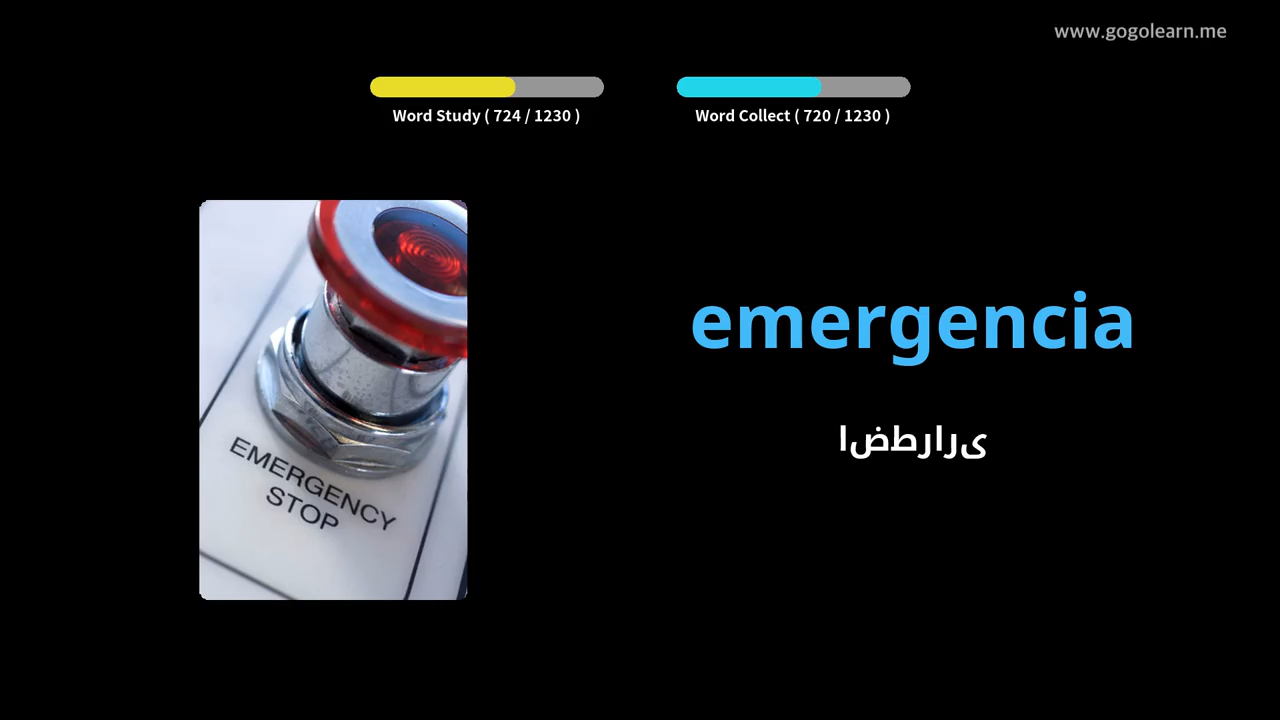 www.gogolearn.me
Word Study ( 724 / 1230 )
Word Collect ( 720 / 1230 )
EMERGENCY
STOP
emergencia
اضطراری